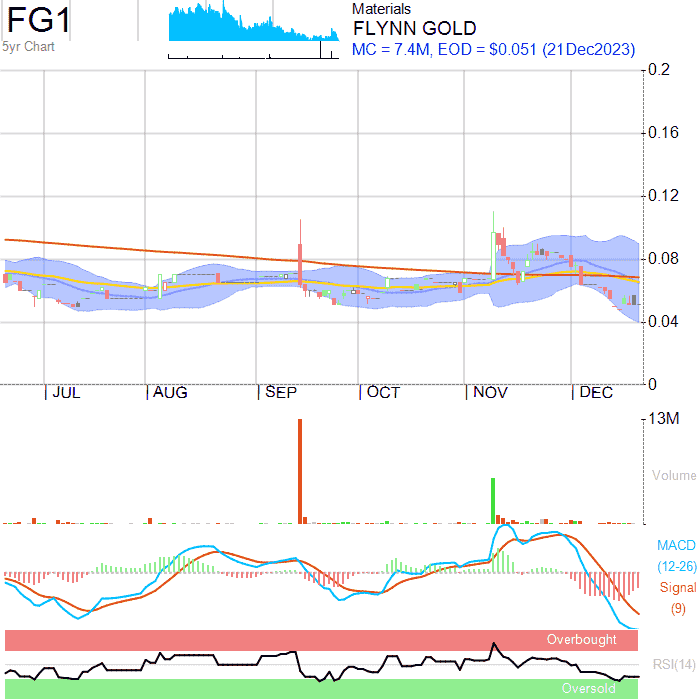 FG1
5yr Chart
Materials
FLYNN GOLD
MC = 7.4M, EOD = $0.051 (21Dec2023)
0.2
0.16
0.12
0.08
0.04
0
JUL AUG SEP OCT NOV DEC
13M
Volume
MACD
(12-26)
Signal
(9)
Overbought
RSI(14)
Oversold